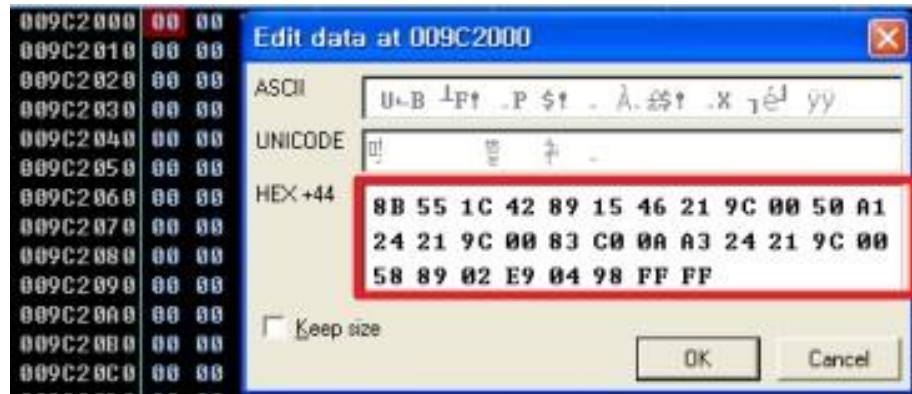 009C2000 00 00
009C2010 00 00
009C2020 00 00
009C2030 00 00
009C2040 00 00
009C2050 00 00
009C2060 00 00
009C2070 00 00
009C2080 00 00
009C2090 00 00
009C20A0 00 00
009C20B0 00 00
009C20C0 00 00
Edit data at 009C2000
ASCII
UNICODE
HEX +44
8B 55 1C 42 89 15 46 21 9C 00 50 A1
24 21 9C 00 83 C0 0A A3 24 21 9C 00
58 89 02 E9 04 98 FF FF
Keep size
OK
Cancel